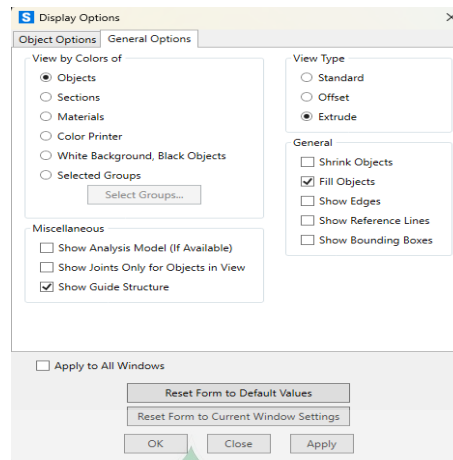 S Display Options
Object Options General Options
View by Colors of
Objects
Sections
Materials
Color Printer
White Background, Black Objects
Selected Groups
Select Groups...
Miscellaneous
Show Analysis Model (If Available)
Show Joints Only for Objects in View
Show Guide Structure
View Type
Standard
Offset
Extrude
General
Shrink Objects
Fill Objects
Show Edges
Show Reference Lines
Show Bounding Boxes
Apply to All Windows
Reset Form to Default Values
Reset Form to Current Window Settings
OK Close Apply